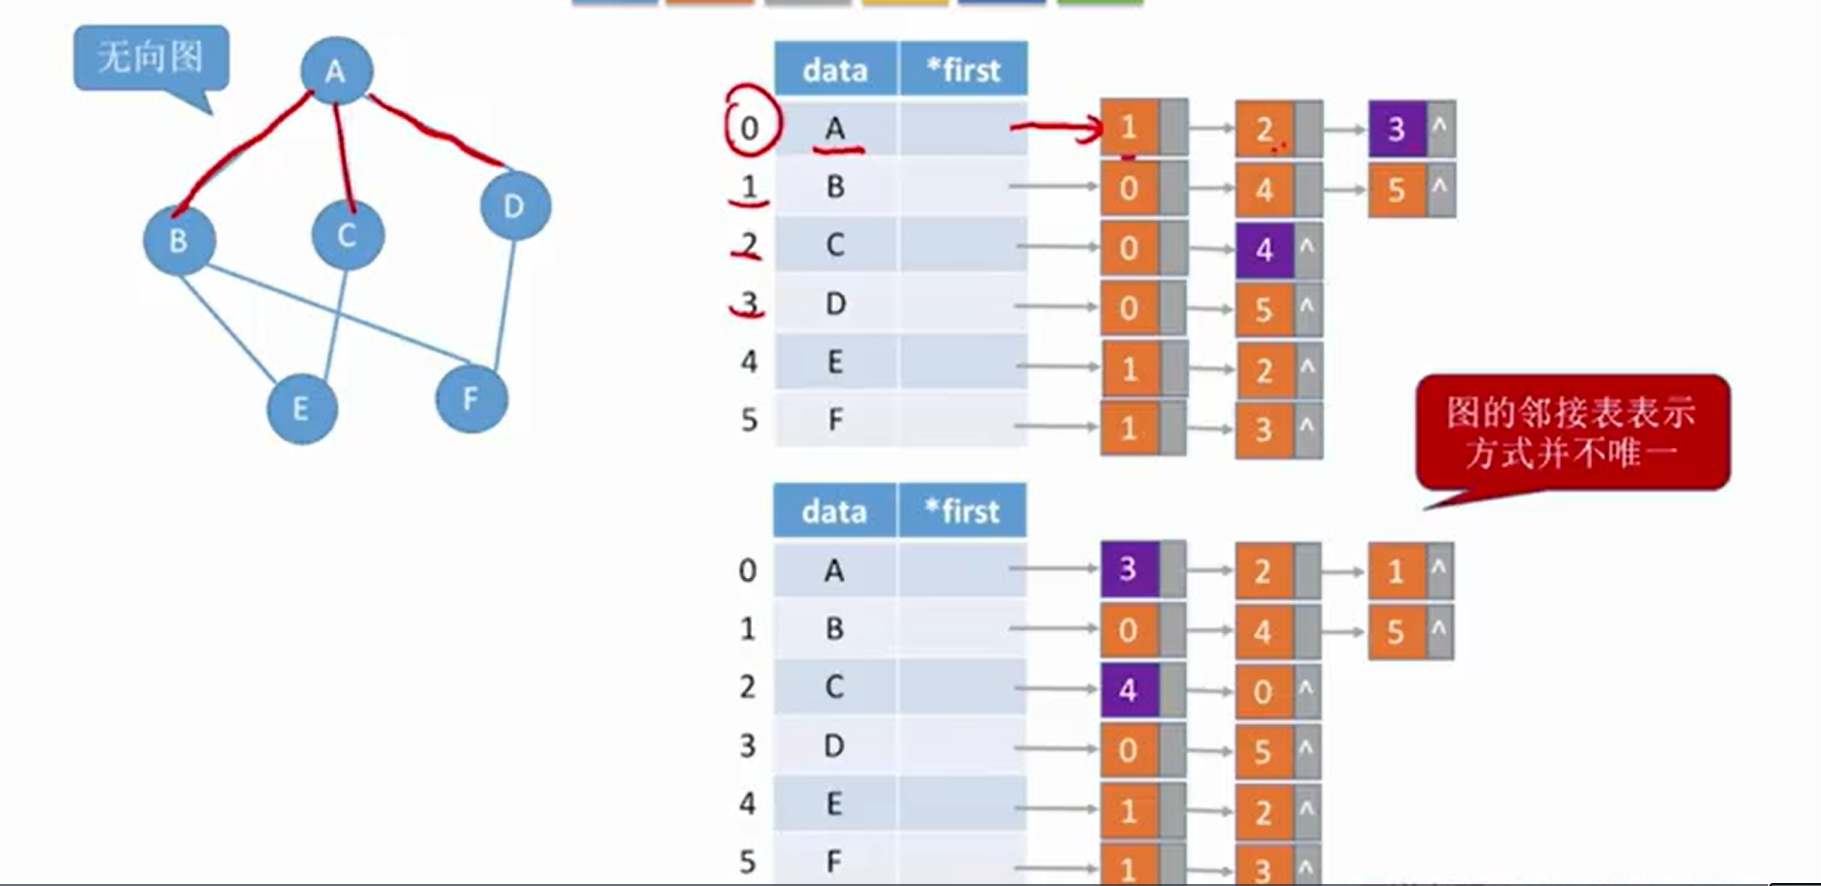 无向图
A
B
C
D
E
F
data *first
0 A 1 2 3 ^
1 B 0 4 5 ^
2 C 0 4 ^
3 D 0 5 ^
4 E 1 2 ^
5 F 1 3 ^
图的邻接表表示
方式并不唯一
data *first
0 A 3 2 1 ^
1 B 0 4 5 ^
2 C 4 0 ^
3 D 0 5 ^
4 E 1 2 ^
5 F 1 3 ^